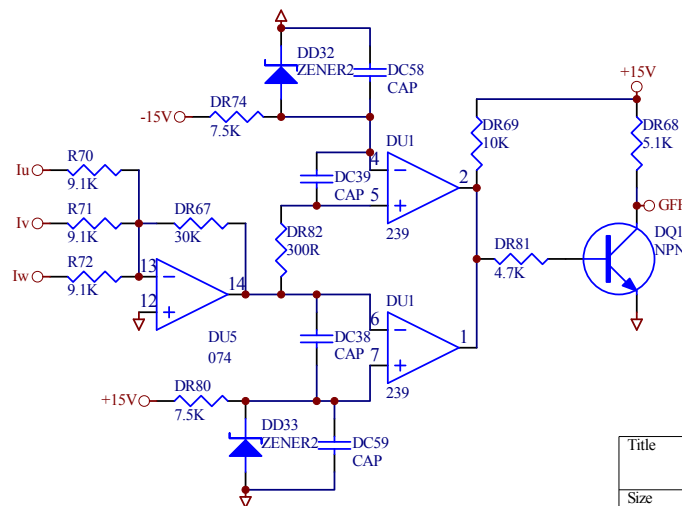 DD32
ZENER2
DC58
CAP
+15V
DR74
-15V
7.5K
DU1
DR69
10K
DR68
5.1K
R70
Iu
9.1K
DC39
CAP
4
2
5
GFF
R71
Iv
9.1K
DR67
30K
DR82
300R
239
DQ1
NPN
DR81
4.7K
R72
Iw
9.1K
13
14
12
DU1
6
1
7
DU5
074
DC38
CAP
DR80
+15V
7.5K
239
DD33
ZENER2
DC59
CAP
Title
Size